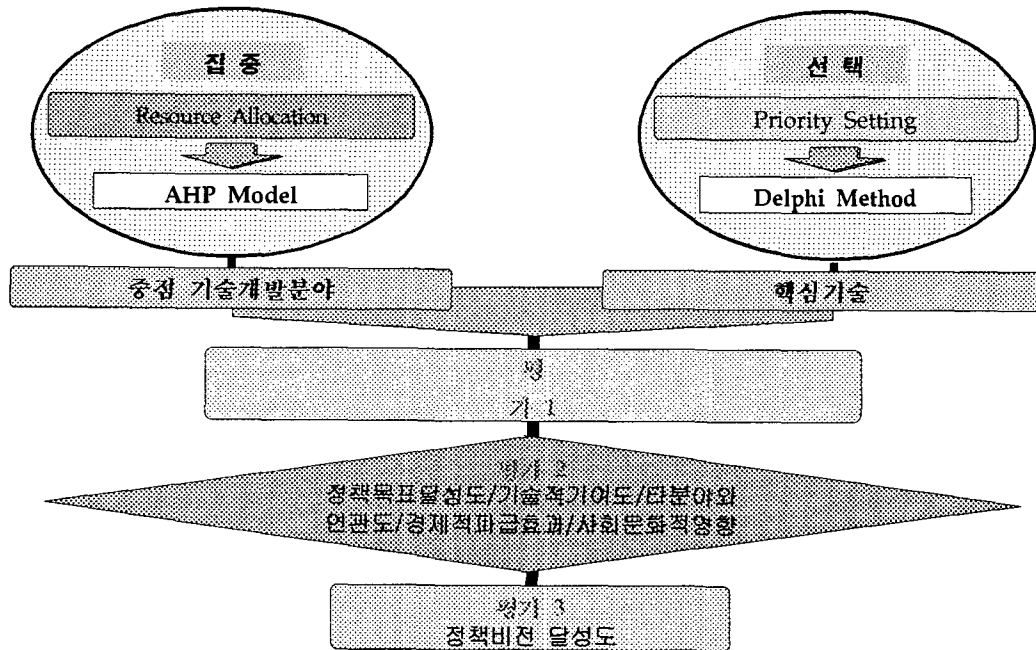 집 중
Resource Allocation
AHP Model
중심 기술개발분야
선 택
Priority Setting
Delphi Method
핵심기술
평
가 1
평가 2
정책목표달성도/기술적기여도/타분야와
연관도/경제적파급효과/사회문화적영향
평가 3
정책비전 달성도